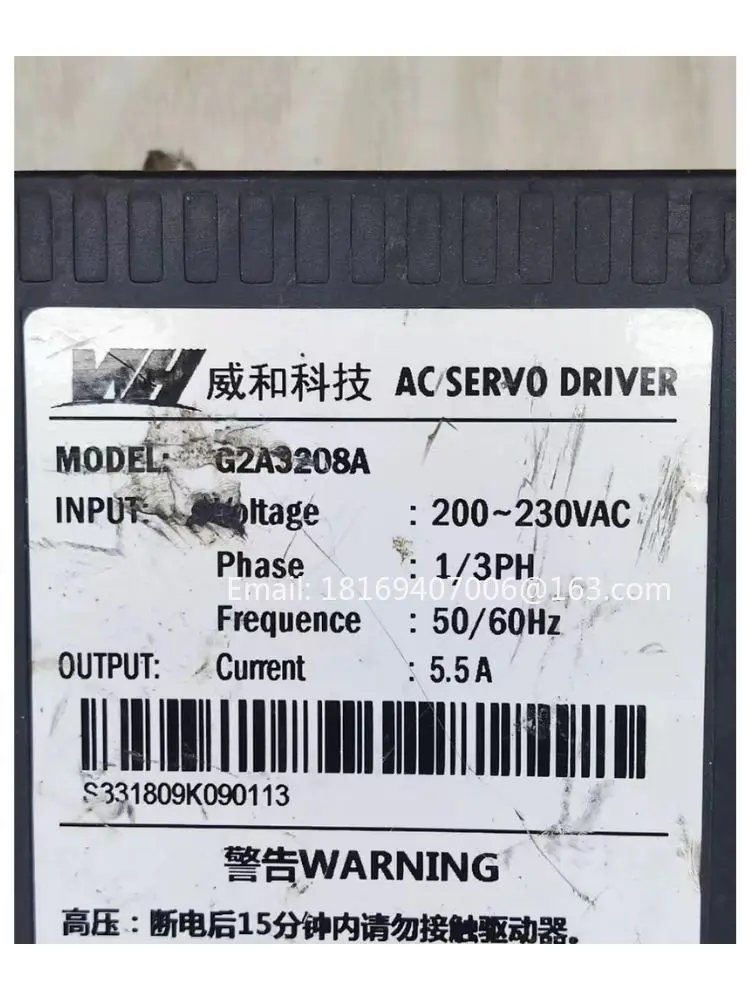 WH 威和科技 AC SERVO DRIVER
MODEL: G2A3208A
INPUT: Voltage : 200~230VAC
Phase : 1/3PH
Email: 18169407006@163.com
Frequence : 50/60Hz
OUTPUT: Current : 5.5A
S331809K090113
警告WARNING
高压：断电后15分钟内请勿接触驱动器。